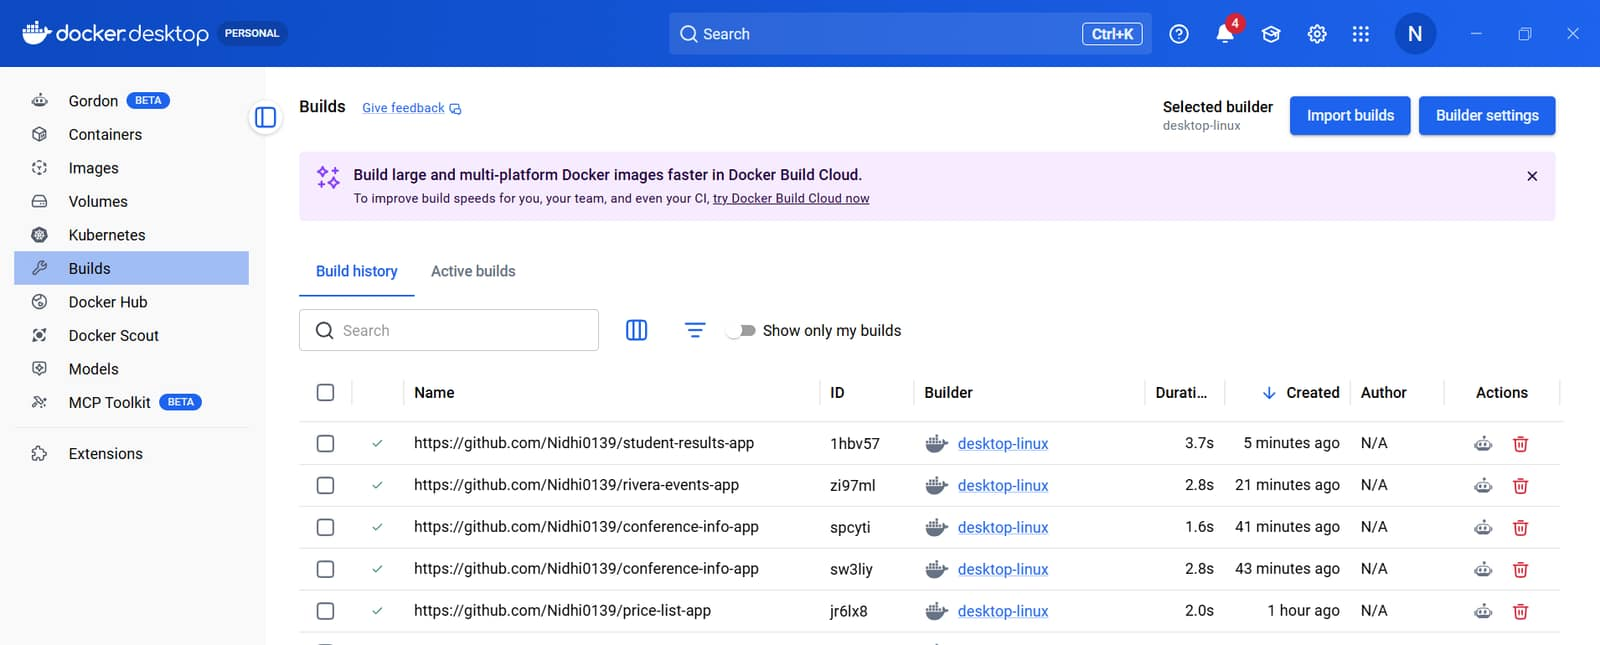 docker.desktop PERSONAL Search Ctrl+K 4 N
Gordon BETA
Containers
Images
Volumes
Kubernetes
Builds
Docker Hub
Docker Scout
Models
MCP Toolkit BETA
Extensions
Builds Give feedback
Selected builder
desktop-linux
Import builds Builder settings
Build large and multi-platform Docker images faster in Docker Build Cloud.
To improve build speeds for you, your team, and even your CI, try Docker Build Cloud now
Build history Active builds
Search Show only my builds
Name ID Builder Durati... Created Author Actions
https://github.com/Nidhi0139/student-results-app 1hbv57 desktop-linux 3.7s 5 minutes ago N/A
https://github.com/Nidhi0139/rivera-events-app zi97ml desktop-linux 2.8s 21 minutes ago N/A
https://github.com/Nidhi0139/conference-info-app spcyti desktop-linux 1.6s 41 minutes ago N/A
https://github.com/Nidhi0139/conference-info-app sw3liy desktop-linux 2.8s 43 minutes ago N/A
https://github.com/Nidhi0139/price-list-app jr6lx8 desktop-linux 2.0s 1 hour ago N/A